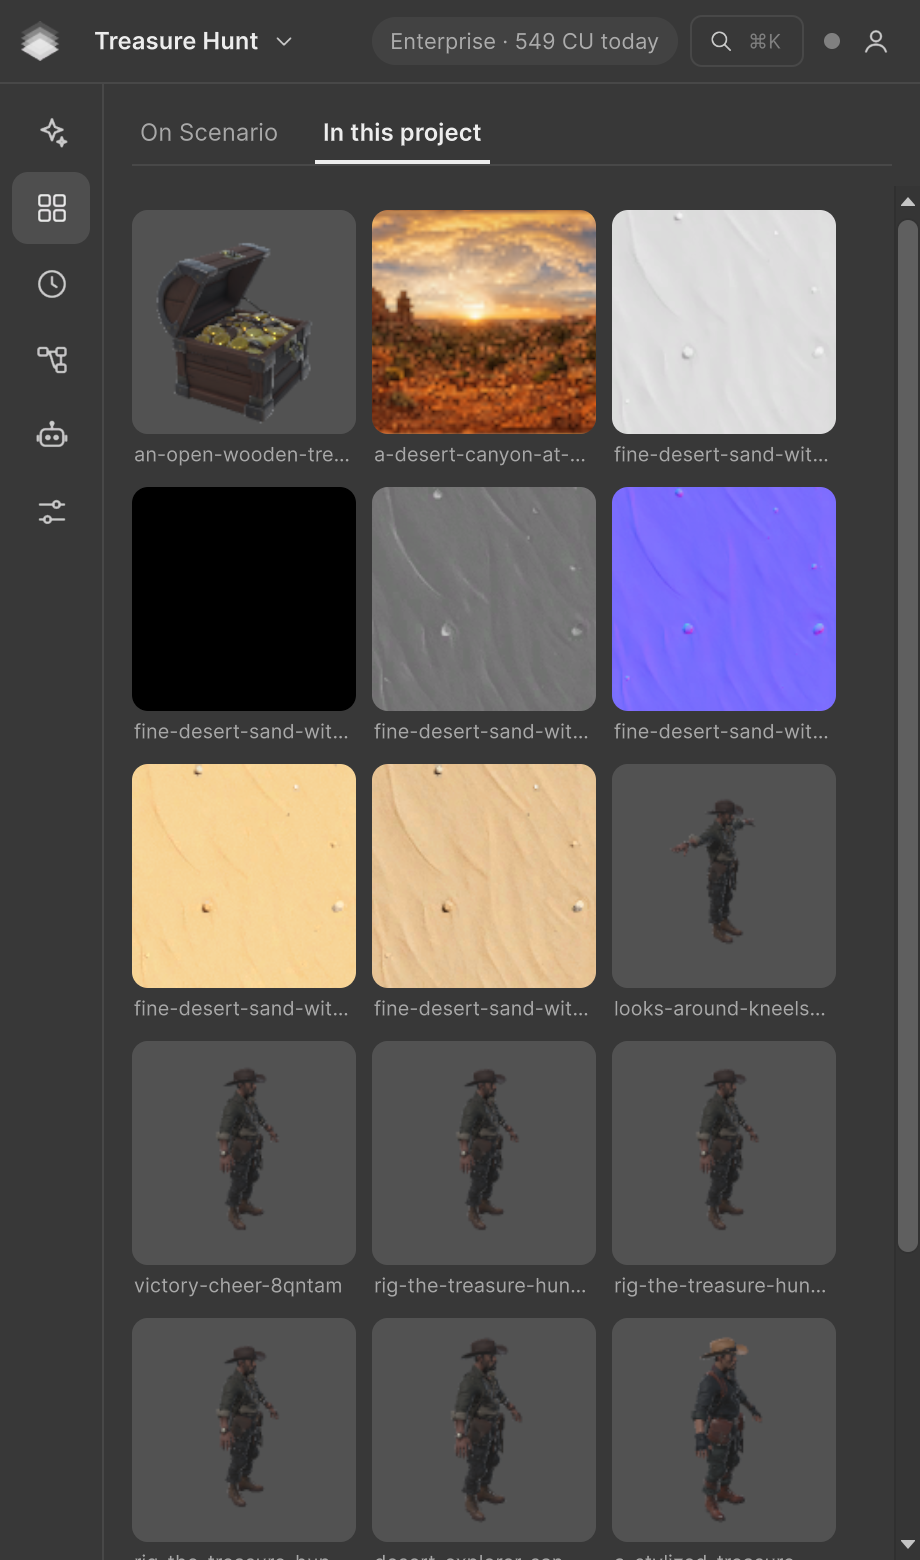 Treasure Hunt
Enterprise · 549 CU today
⌘K
On Scenario
In this project
an-open-wooden-tre...
a-desert-canyon-at-...
fine-desert-sand-wit...
fine-desert-sand-wit...
fine-desert-sand-wit...
fine-desert-sand-wit...
fine-desert-sand-wit...
fine-desert-sand-wit...
looks-around-kneels...
victory-cheer-8qntam
rig-the-treasure-hun...
rig-the-treasure-hun...